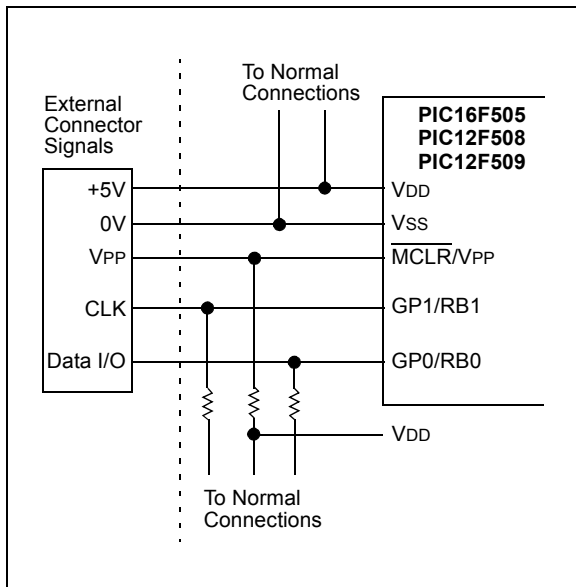 To Normal
Connections
External
Connector
Signals
PIC16F505
PIC12F508
PIC12F509
+5V
VDD
0V
VSS
VPP
MCLR/VPP
CLK
GP1/RB1
Data I/O
GP0/RB0
VDD
To Normal
Connections